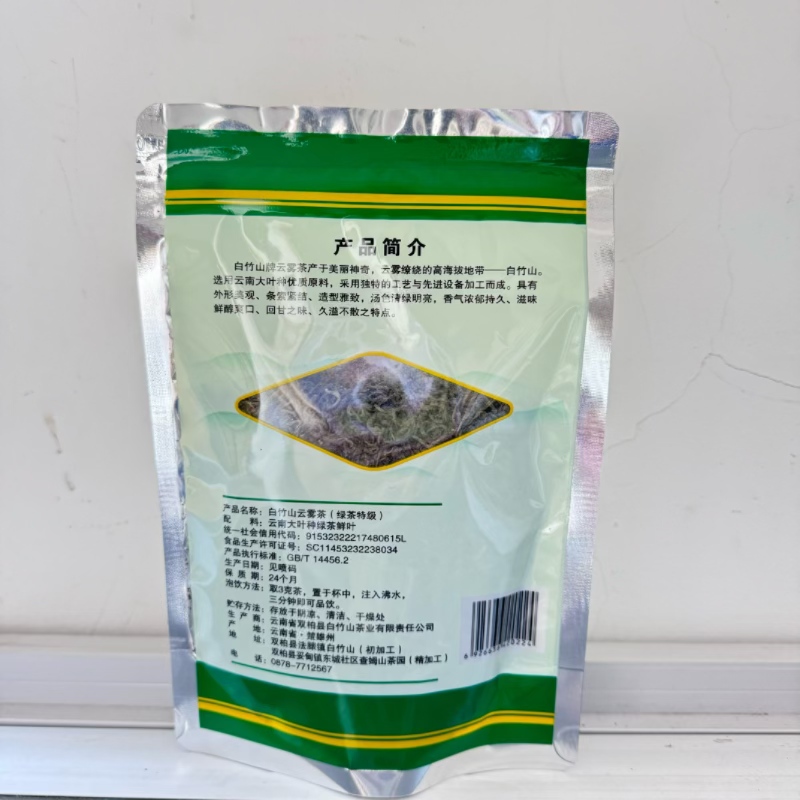 产品简介
白竹山牌云雾茶产于美丽神奇，云雾缭绕的高海拔地带——白竹山。
选用云南大叶种优质原料，采用独特的工艺与先进设备加工而成。具有
外形美观、条索紧结、造型雅致，汤色清绿明亮，香气浓郁持久、滋味
鲜醇爽口、回甘之味、久溢不散之特点。
产品名称：白竹山云雾茶（绿茶特级）
配 料：云南大叶种绿茶鲜叶
统一社会信用代码：91532322217480615L
食品生产许可证号：SC11453232238034
产品执行标准：GB/T 14456.2
生产日期：见喷码
保 质 期：24个月
泡饮方法：取3克茶，置于杯中，注入沸水，
三分钟即可品饮。
贮存方法：存放于阴凉、清洁、干燥处
生 产 商：云南省双柏县白竹山茶业有限责任公司
产 地：云南省·楚雄州
地 址：双柏县法脿镇白竹山（初加工）
双柏县妥甸镇东城社区查姆山茶园（精加工）
电 话：0878-7712567